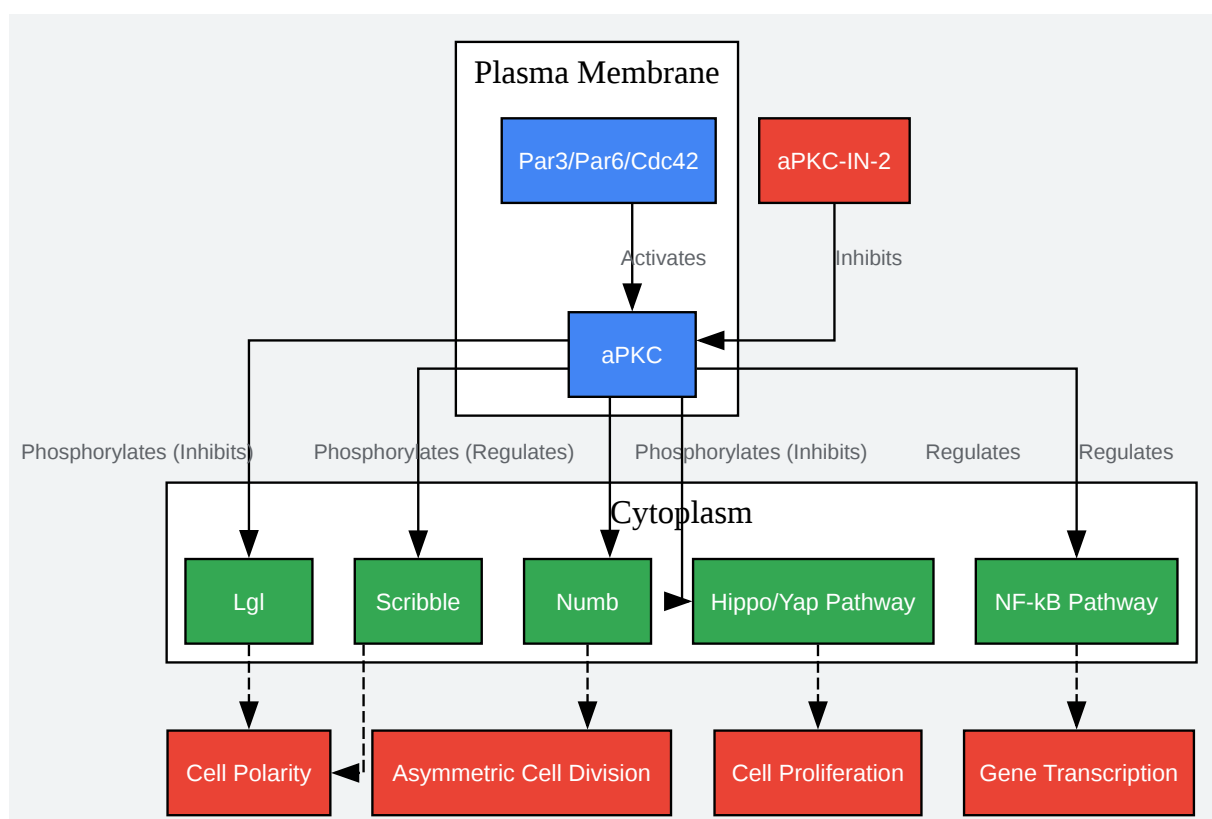 Plasma Membrane
Par3/Par6/Cdc42
aPKC-IN-2
Activates
Inhibits
aPKC
Phosphorylates (Inhibits)
Phosphorylates (Regulates)
Phosphorylates (Inhibits)
Regulates
Regulates
Cytoplasm
Lgl
Scribble
Numb
Hippo/Yap Pathway
NF-kB Pathway
Cell Polarity
Asymmetric Cell Division
Cell Proliferation
Gene Transcription